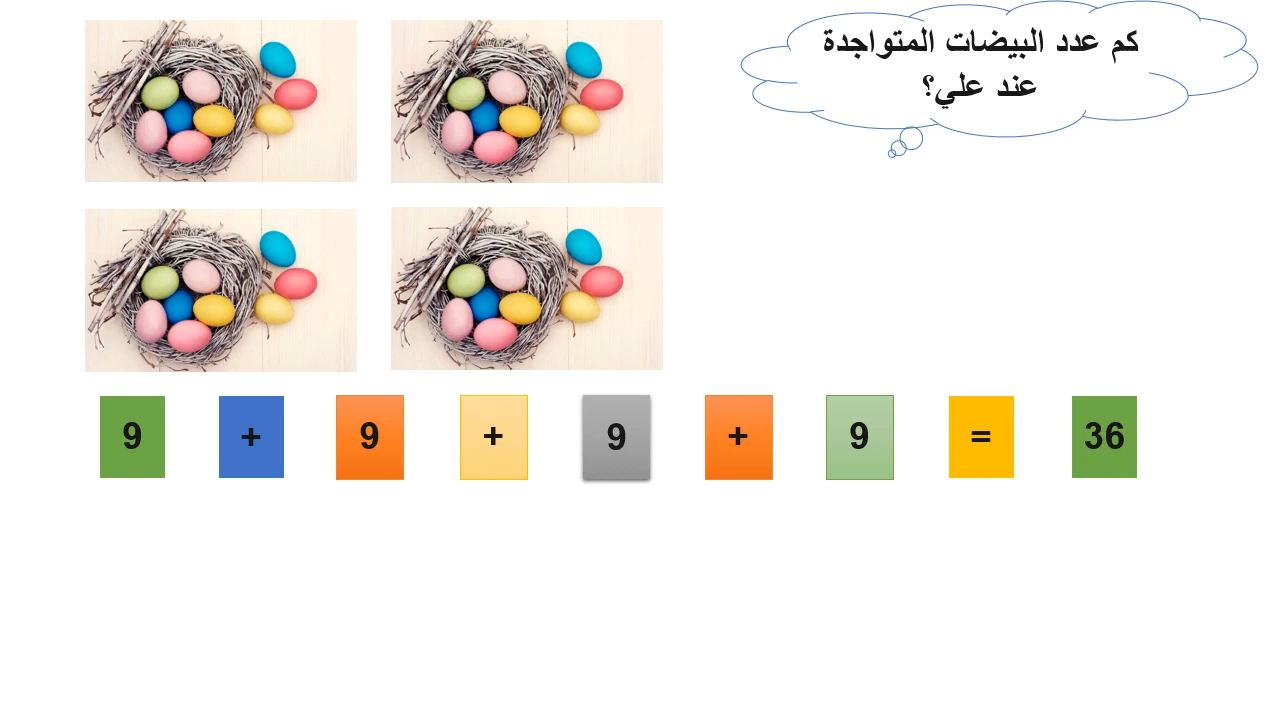 كم عدد البيضات المتواجدة
عند علي؟
9 + 9 + 9 + 9 = 36